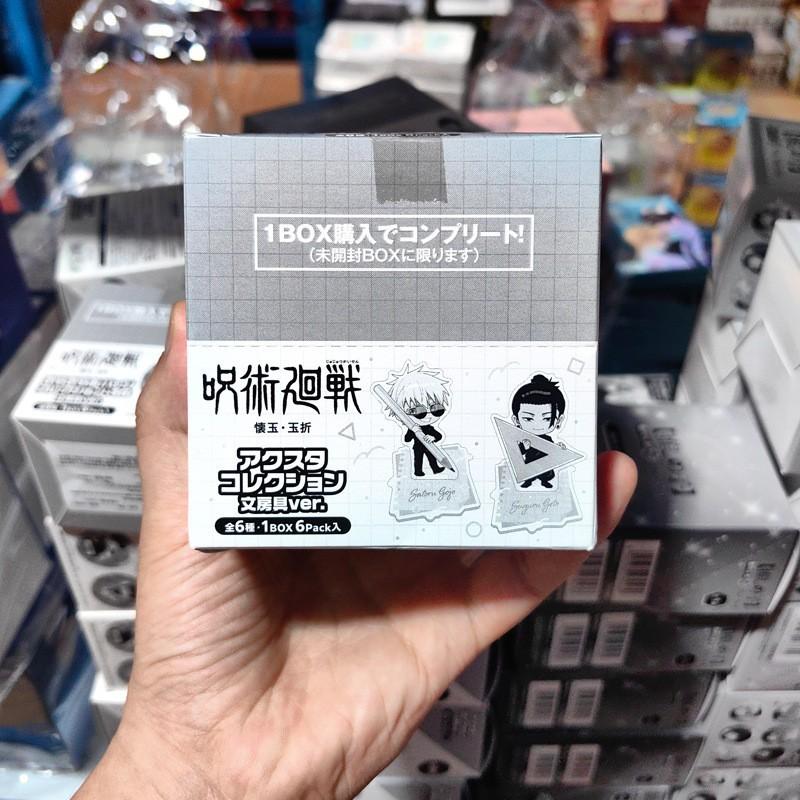 1BOX購入でコンプリート!
(未開封BOXに限ります)
じゅじゅつかいせん
呪術廻戦
懐玉・玉折
アクスタ
コレクション
文房具ver.
全6種・1BOX 6Pack入
Satoru Gojo
Suguru Geto